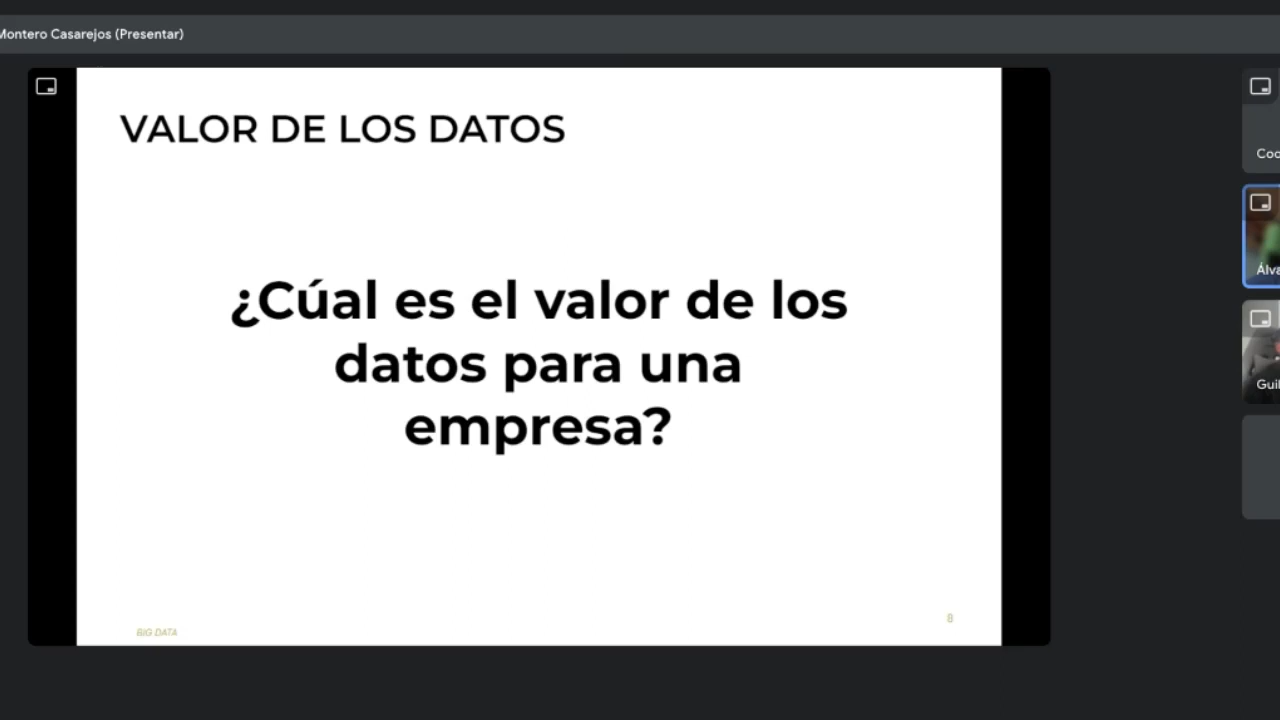 Montero Casarejos (Presentar)
VALOR DE LOS DATOS
¿Cúal es el valor de los
datos para una
empresa?
BIG DATA
8
Coo
Álva
Guil